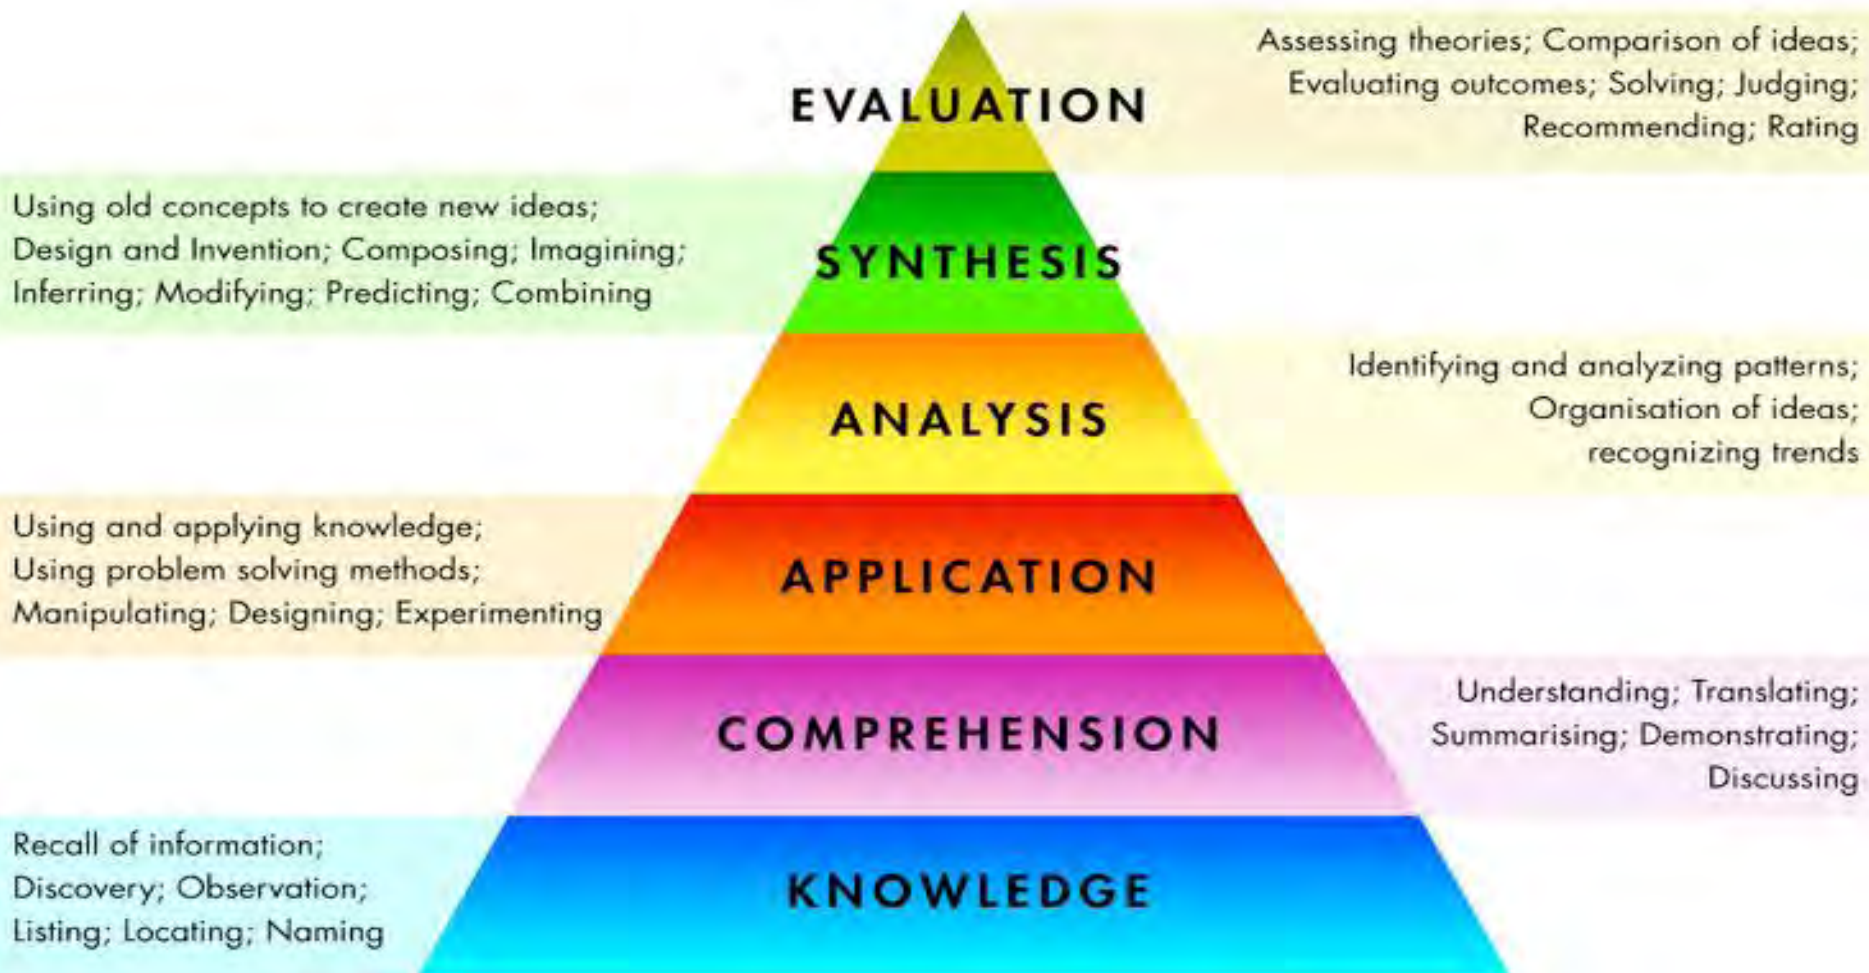 EVALUATION
Assessing theories; Comparison of ideas;
Evaluating outcomes; Solving; Judging;
Recommending; Rating
Using old concepts to create new ideas;
Design and Invention; Composing; Imagining;
Inferring; Modifying; Predicting; Combining
SYNTHESIS
ANALYSIS
Identifying and analyzing patterns;
Organisation of ideas;
recognizing trends
Using and applying knowledge;
Using problem solving methods;
Manipulating; Designing; Experimenting
APPLICATION
COMPREHENSION
Understanding; Translating;
Summarising; Demonstrating;
Discussing
Recall of information;
Discovery; Observation;
Listing; Locating; Naming
KNOWLEDGE